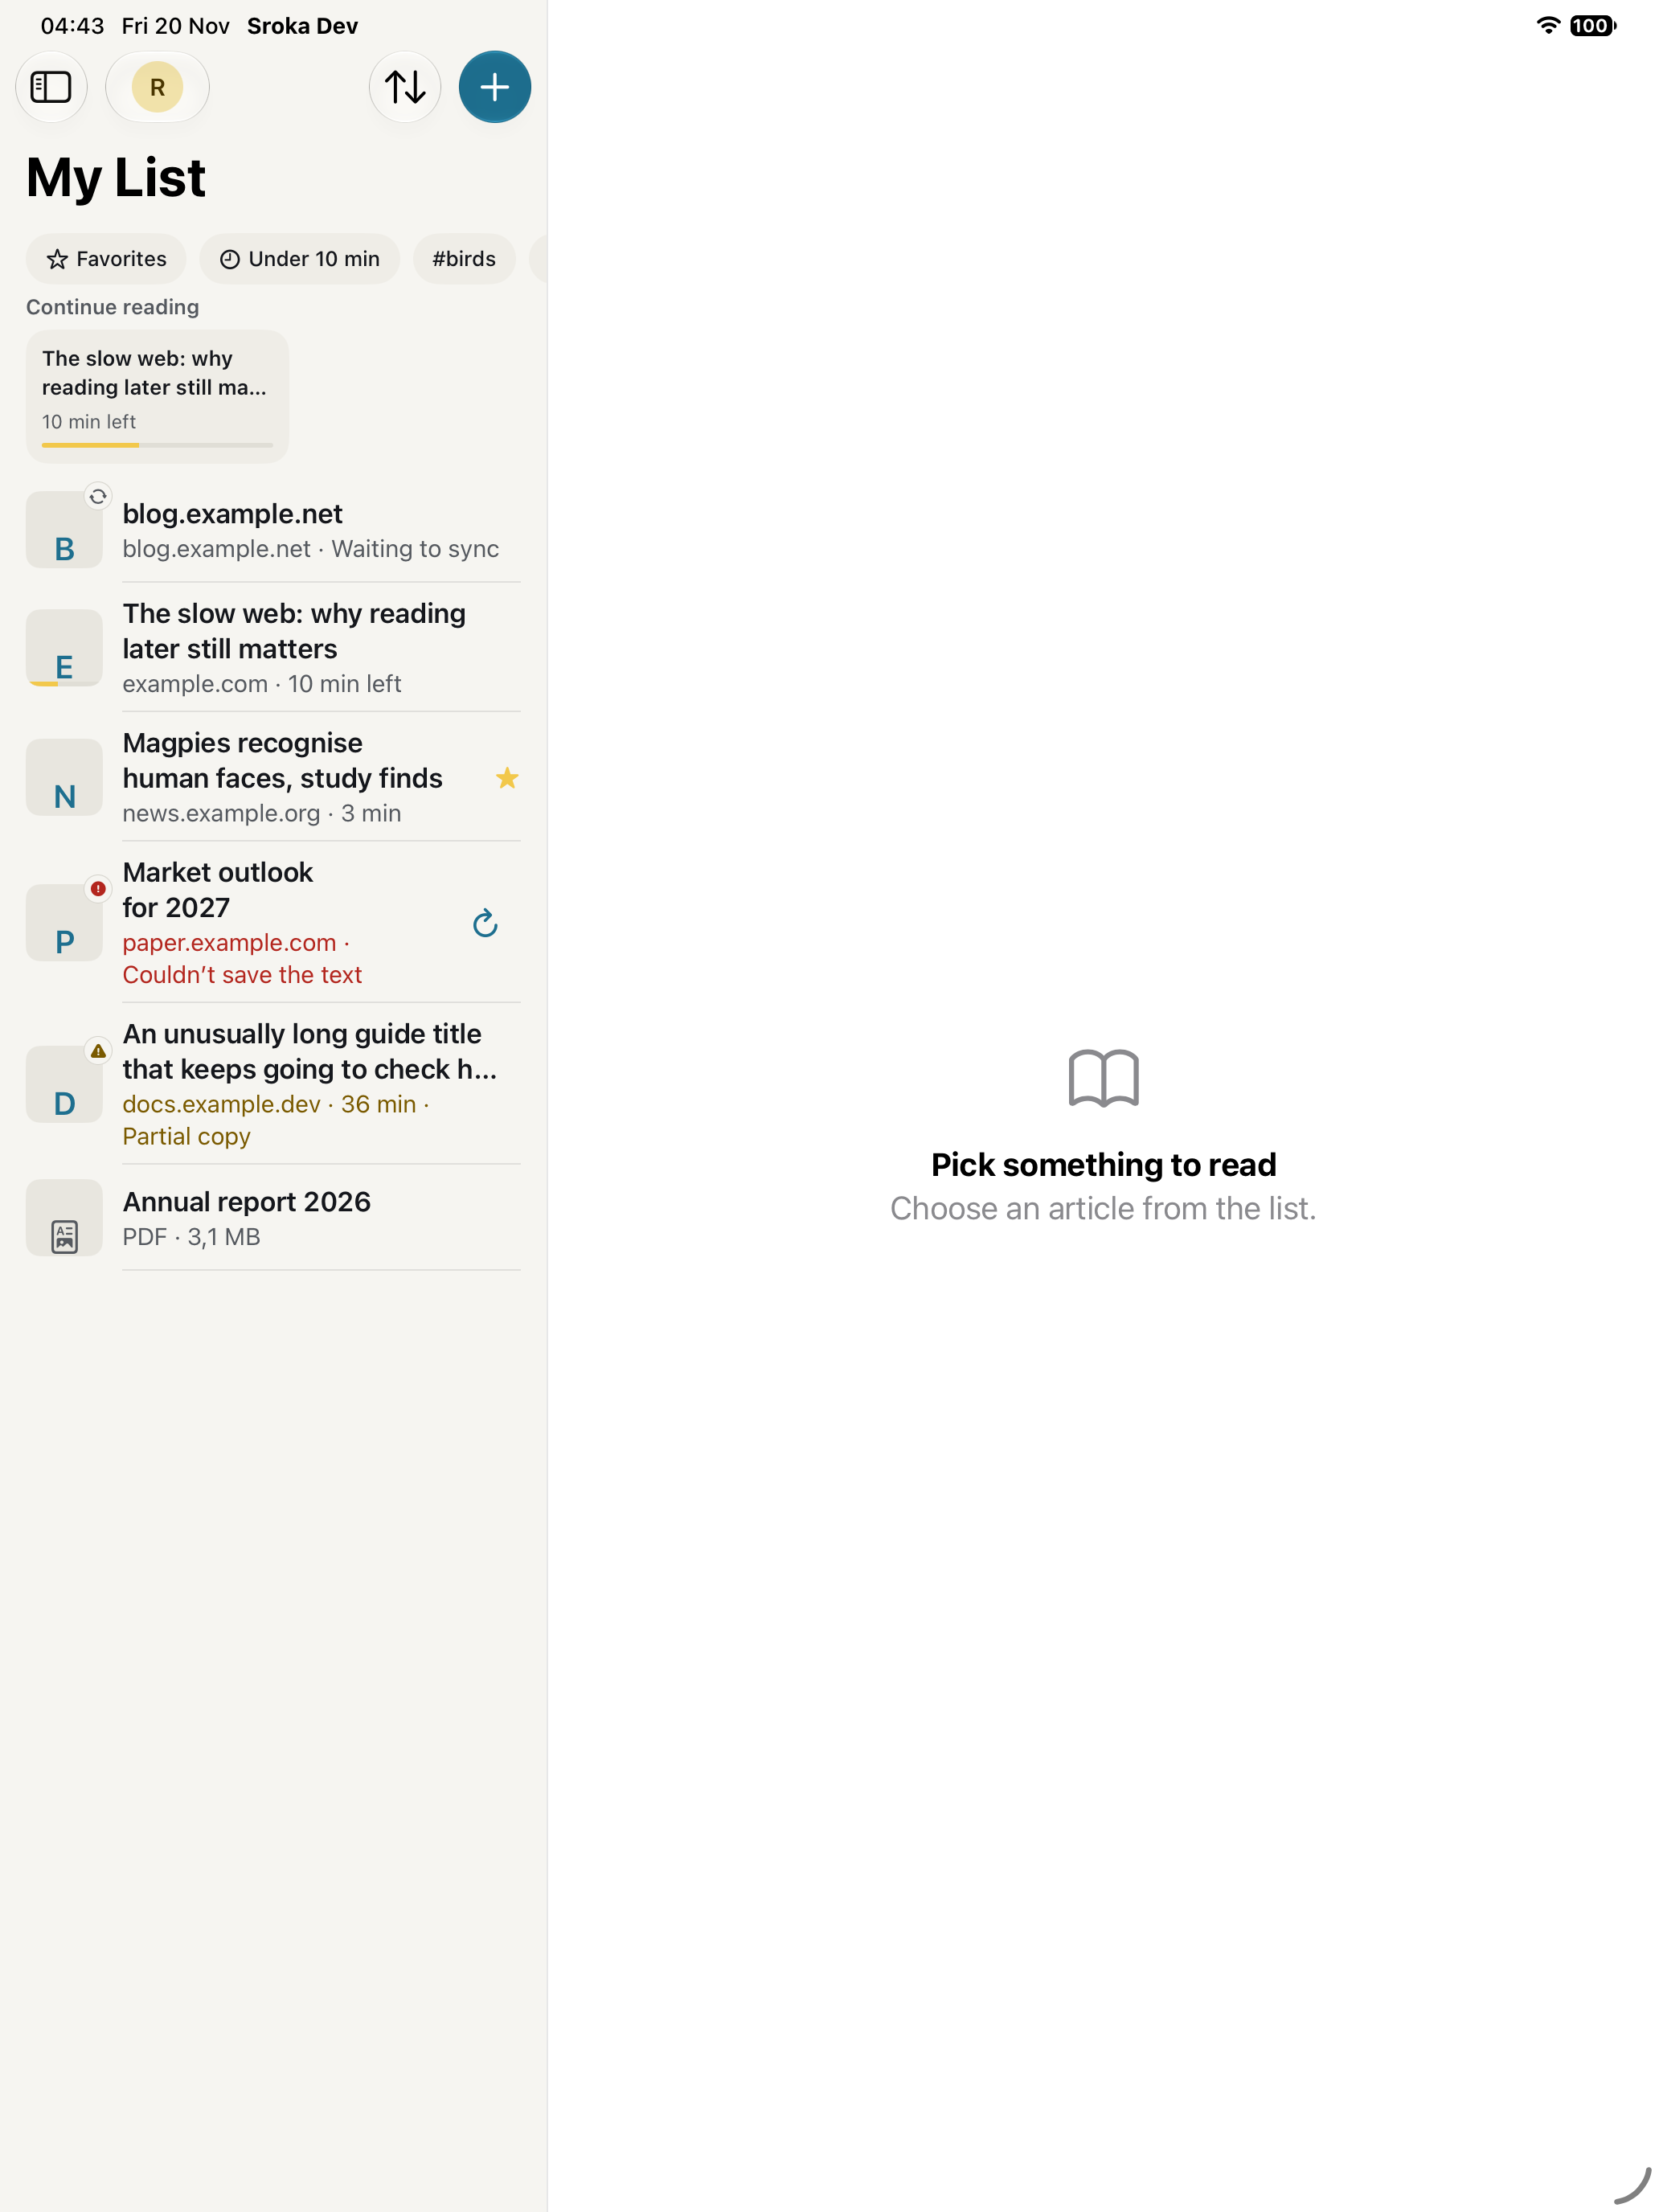 04:43 Fri 20 Nov Sroka Dev
100
R
My List
Favorites Under 10 min #birds
Continue reading
The slow web: why
reading later still ma...
10 min left
B
blog.example.net
blog.example.net · Waiting to sync
E
The slow web: why reading
later still matters
example.com · 10 min left
N
Magpies recognise
human faces, study finds
news.example.org · 3 min
P
Market outlook
for 2027
paper.example.com ·
Couldn’t save the text
D
An unusually long guide title
that keeps going to check h...
docs.example.dev · 36 min ·
Partial copy
Annual report 2026
PDF · 3,1 MB
Pick something to read
Choose an article from the list.